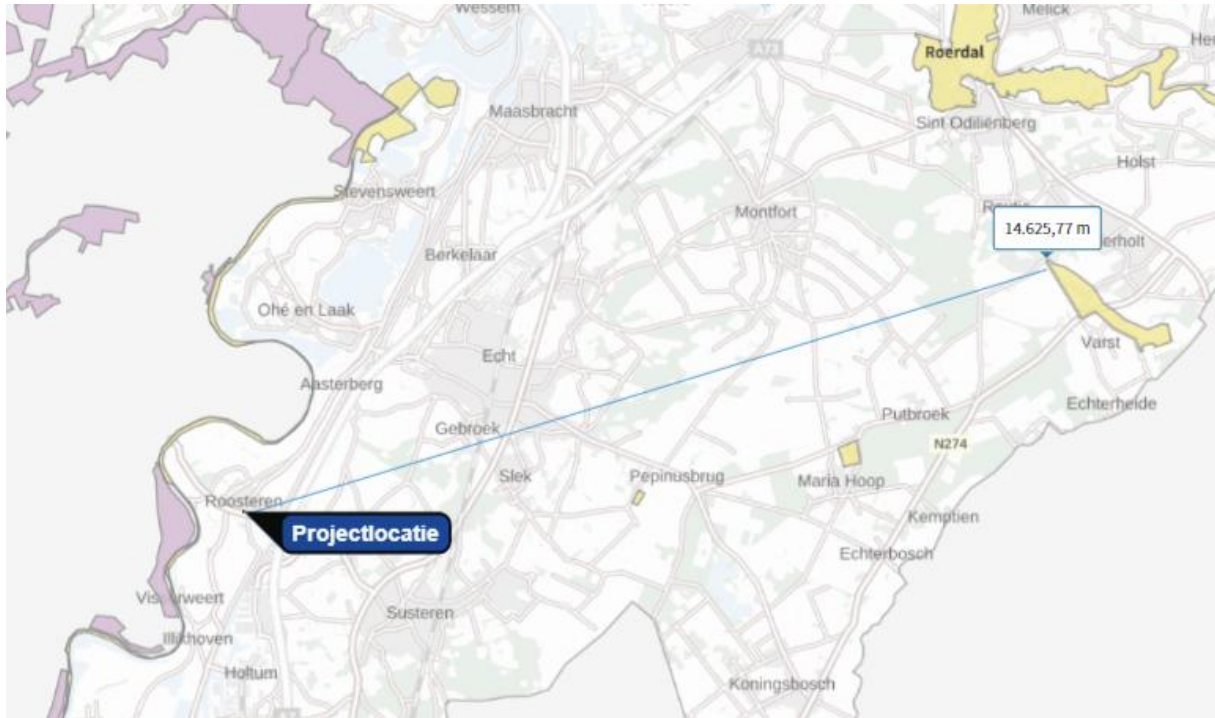 Wessem
Melick
A73
Roerdal
Maasbracht
Sint Odiliënberg
Holst
Stevensweert
Montfort
14.625,77 m
Berkelaar
Ohé en Laak
Echt
Varst
Aasterberg
Echterheide
Putbroek
Gebroek
N274
Slek
Pepinusbrug
Maria Hoop
Roosteren
Projectlocatie
Kemptien
Echterbosch
Susteren
Holtum
Koningsbosch